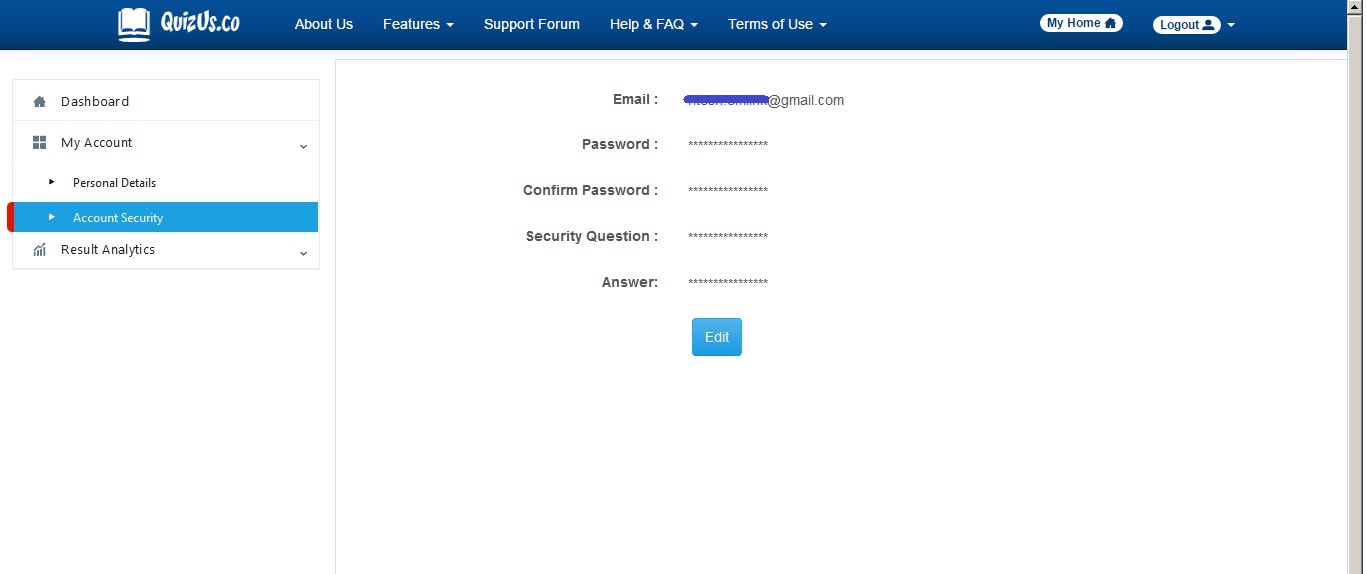 QuizUs.co About Us Features Support Forum Help & FAQ Terms of Use My Home Logout
Dashboard
My Account
Personal Details
Account Security
Result Analytics
Email : @gmail.com
Password : ****************
Confirm Password : ****************
Security Question : ****************
Answer: ****************
Edit